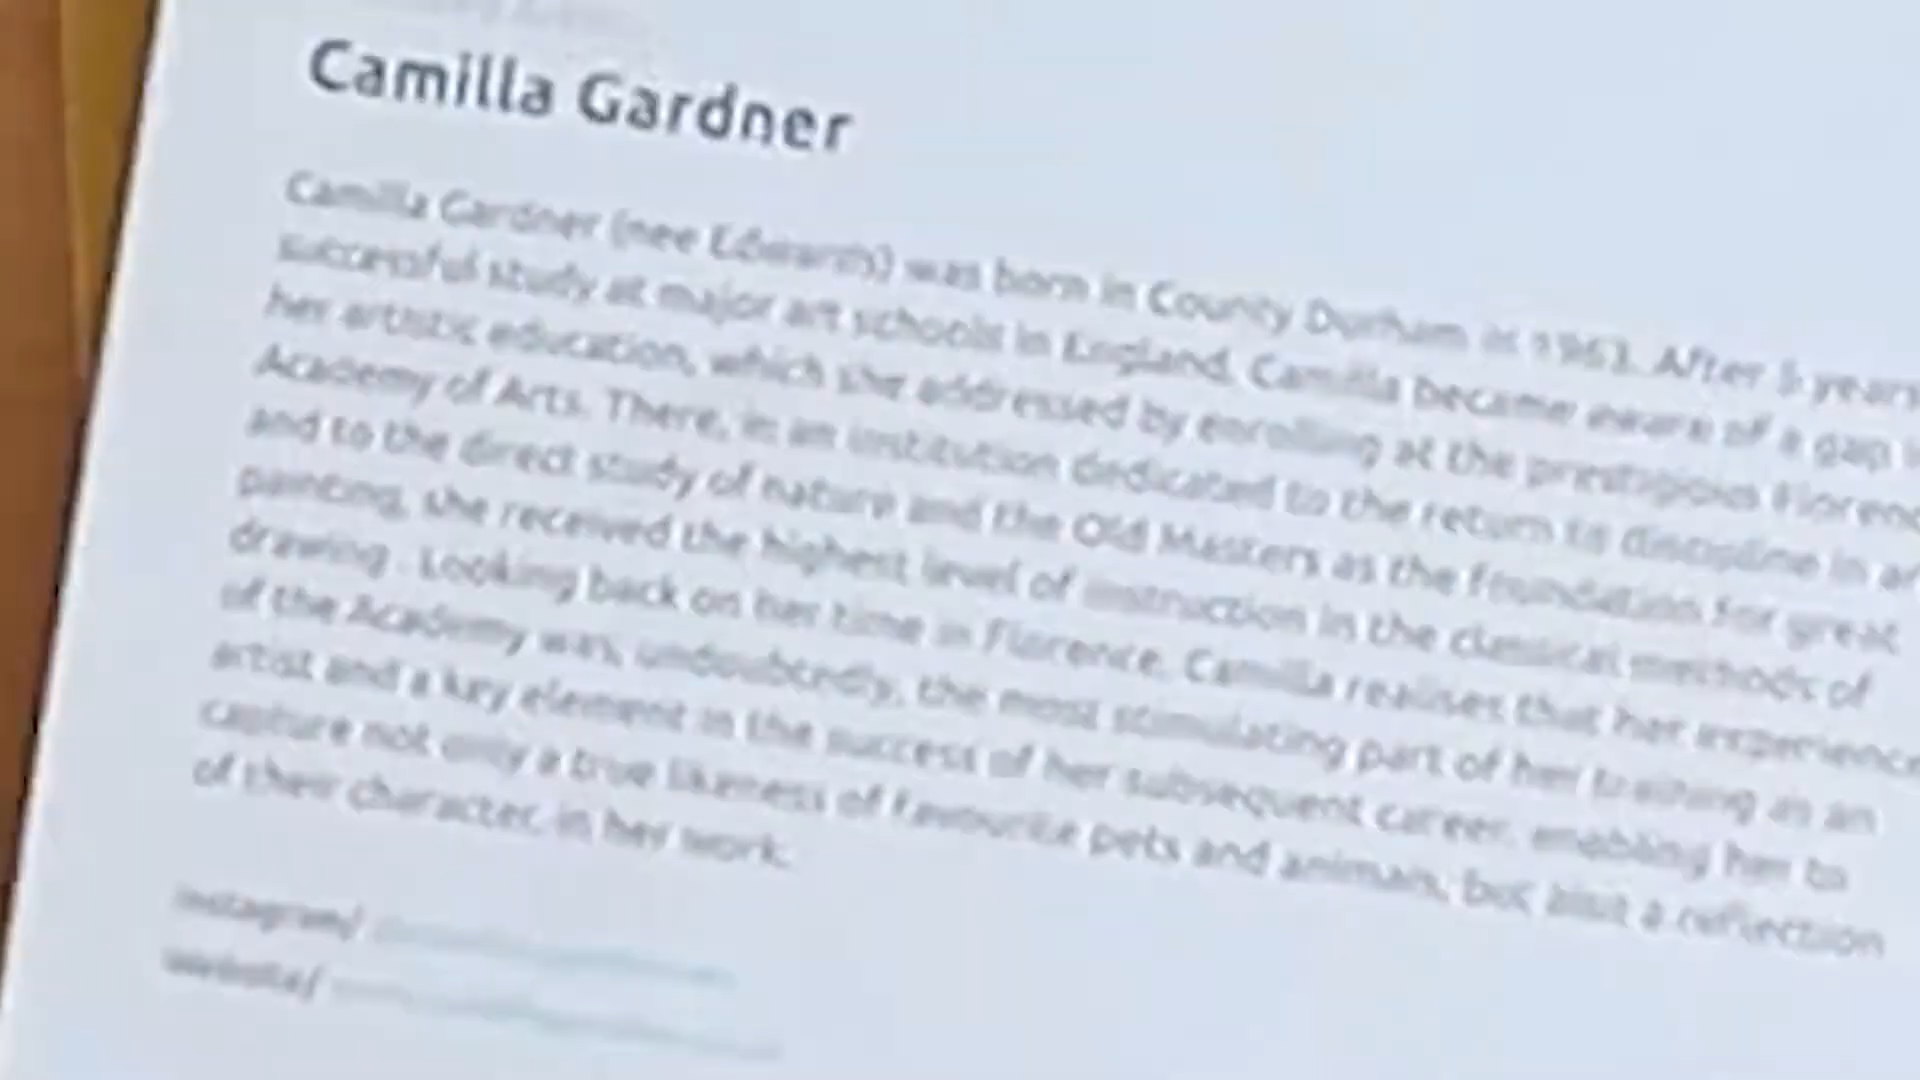 Camilla Gardner
Camilla Gardner (nee Edwards) was born in County Durham in 1963. After 5 years
successful study at major art schools in England, Camilla became aware of a gap
her artistic education, which she addressed by enrolling at the prestigious
Academy of Arts. There, in an institution dedicated to the return to discipline in
and to the direct study of nature and the Old Masters as the foundation for great
painting, she received the highest level of instruction in the classical methods of
drawing . Looking back on her time in Florence, Camilla realises that her experience
of the Academy was, undoubtedly, the most stimulating part of her training as an
artist and a key element in the success of her subsequent career, enabling her to
capture not only a true likeness of favourite pets and animals, but also a reflection
of their character, in her work.
Instagram/
Website/